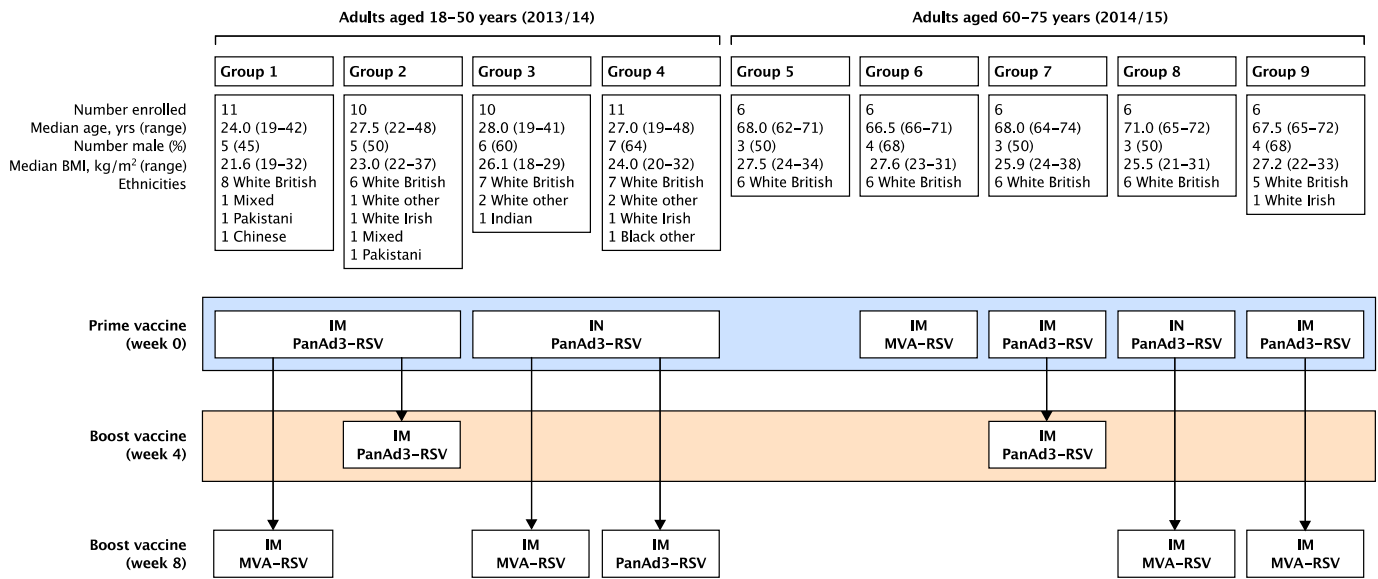 Adults aged 18–50 years (2013/14)
Adults aged 60–75 years (2014/15)
Group 1
Group 2
Group 3
Group 4
Group 5
Group 6
Group 7
Group 8
Group 9
Number enrolled
11
10
10
11
6
6
6
6
6
Median age, yrs (range)
24.0 (19–42)
27.5 (22–48)
28.0 (19–41)
27.0 (19–48)
68.0 (62–71)
66.5 (66–71)
68.0 (64–74)
71.0 (65–72)
67.5 (65–72)
Number male (%)
5 (45)
5 (50)
6 (60)
7 (64)
3 (50)
4 (68)
3 (50)
3 (50)
4 (68)
Median BMI, kg/m² (range)
21.6 (19–32)
23.0 (22–37)
26.1 (18–29)
24.0 (20–32)
27.5 (24–34)
27.6 (23–31)
25.9 (24–38)
25.5 (21–31)
27.2 (22–33)
Ethnicities
8 White British
1 Mixed
1 Pakistani
1 Chinese
6 White British
1 White other
1 White Irish
1 Mixed
1 Pakistani
7 White British
2 White other
1 Indian
7 White British
2 White other
1 White Irish
1 Black other
6 White British
6 White British
6 White British
6 White British
5 White British
1 White Irish
Prime vaccine
(week 0)
IM
PanAd3–RSV
IN
PanAd3–RSV
IM
MVA–RSV
IM
PanAd3–RSV
IN
PanAd3–RSV
IM
PanAd3–RSV
Boost vaccine
(week 4)
IM
PanAd3–RSV
IM
PanAd3–RSV
Boost vaccine
(week 8)
IM
MVA–RSV
IM
MVA–RSV
IM
PanAd3–RSV
IM
MVA–RSV
IM
MVA–RSV